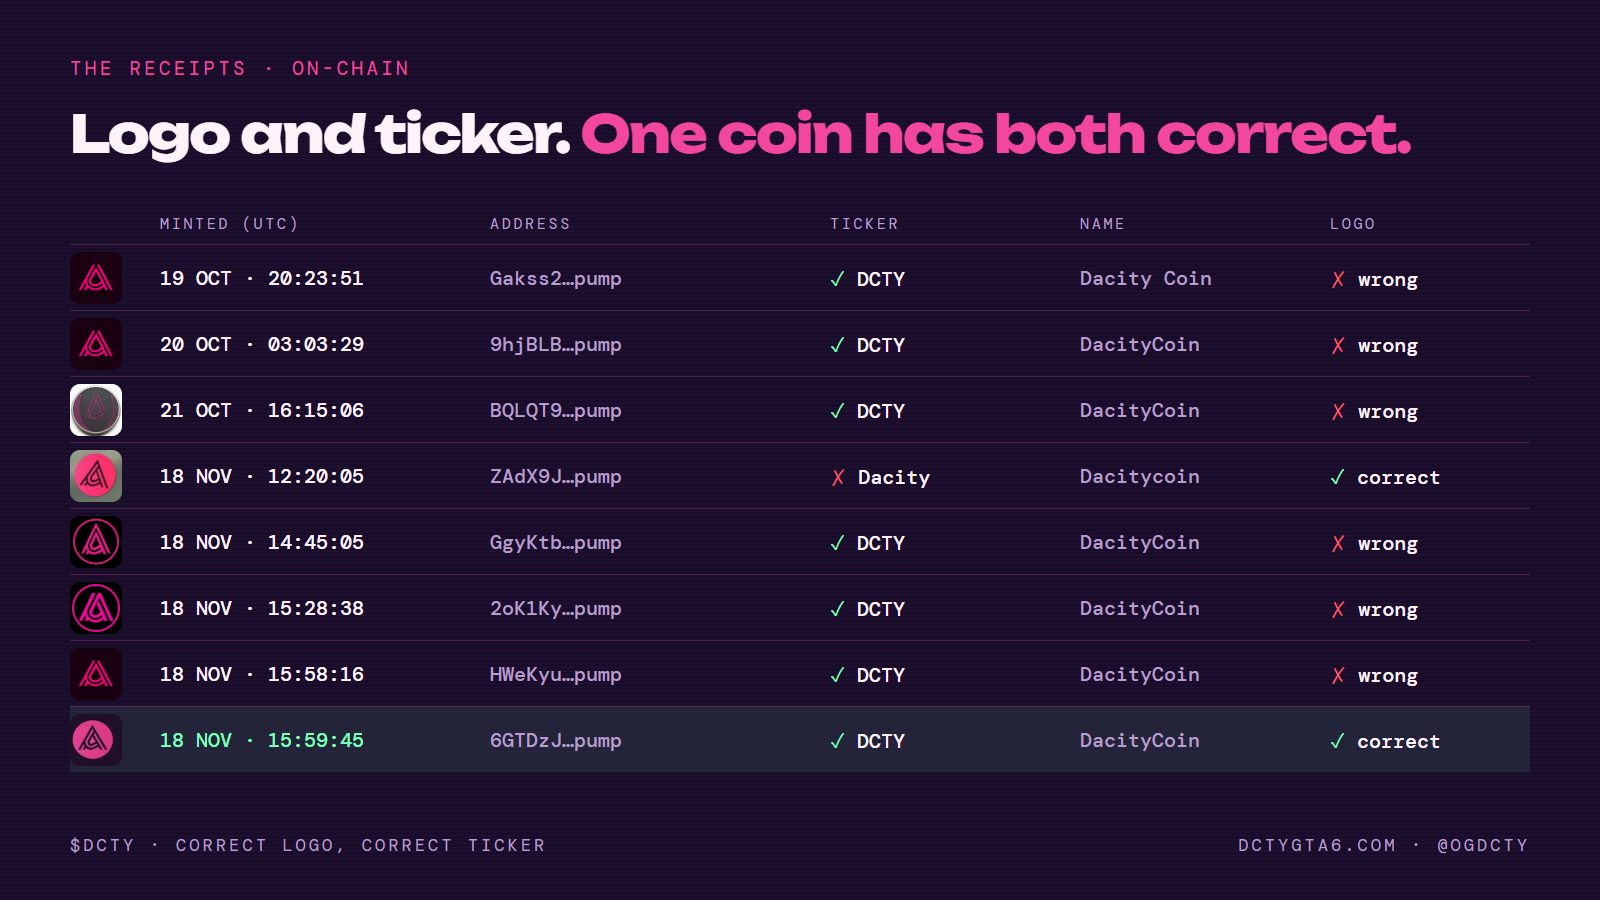 THE RECEIPTS · ON-CHAIN
Logo and ticker. One coin has both correct.
MINTED (UTC) ADDRESS TICKER NAME LOGO
19 OCT · 20:23:51 Gakss2…pump ✓ DCTY Dacity Coin ✗ wrong
20 OCT · 03:03:29 9hjBLB…pump ✓ DCTY DacityCoin ✗ wrong
21 OCT · 16:15:06 BQLQT9…pump ✓ DCTY DacityCoin ✗ wrong
18 NOV · 12:20:05 ZAdX9J…pump ✗ Dacity Dacitycoin ✓ correct
18 NOV · 14:45:05 GgyKtb…pump ✓ DCTY DacityCoin ✗ wrong
18 NOV · 15:28:38 2oK1Ky…pump ✓ DCTY DacityCoin ✗ wrong
18 NOV · 15:58:16 HWeKyu…pump ✓ DCTY DacityCoin ✗ wrong
18 NOV · 15:59:45 6GTDzJ…pump ✓ DCTY DacityCoin ✓ correct
$DCTY · CORRECT LOGO, CORRECT TICKER
DCTYGTA6.COM · @OGDCTY